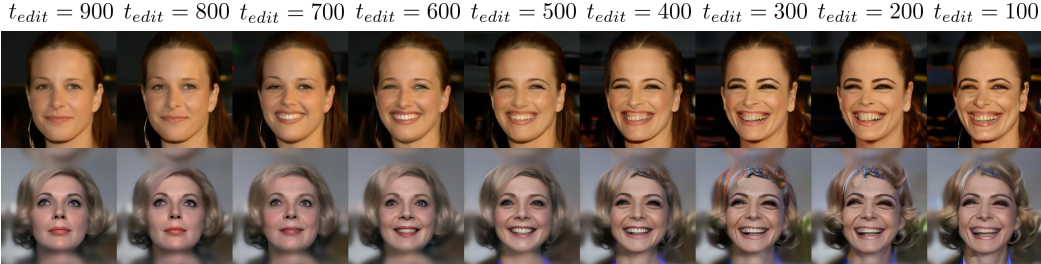 t_edit = 900 t_edit = 800 t_edit = 700 t_edit = 600 t_edit = 500 t_edit = 400 t_edit = 300 t_edit = 200 t_edit = 100